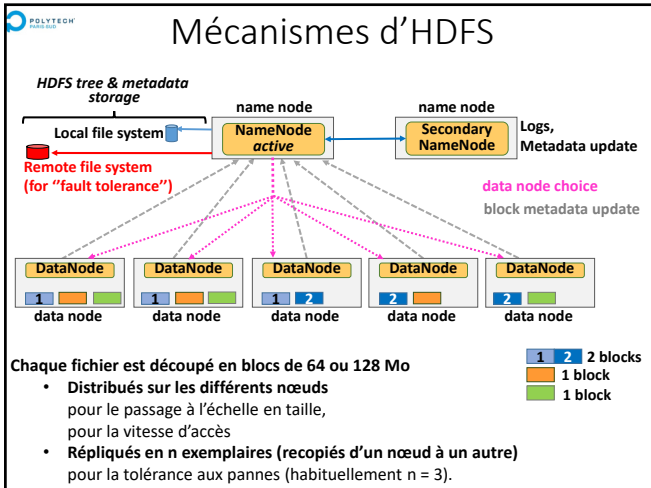 POLYTECH
PARIS-SUD
Mécanismes d’HDFS
HDFS tree & metadata
storage
name node
name node
Local file system
NameNode
active
Secondary
NameNode
Logs,
Metadata update
Remote file system
(for “fault tolerance”)
data node choice
block metadata update
DataNode
DataNode
DataNode
DataNode
DataNode
1
1
1 2
2
2
data node
data node
data node
data node
data node
Chaque fichier est découpé en blocs de 64 ou 128 Mo
1 2 2 blocks
1 block
1 block
• Distribués sur les différents nœuds
pour le passage à l’échelle en taille,
pour la vitesse d’accès
• Répliqués en n exemplaires (recopiés d’un nœud à un autre)
pour la tolérance aux pannes (habituellement n = 3).